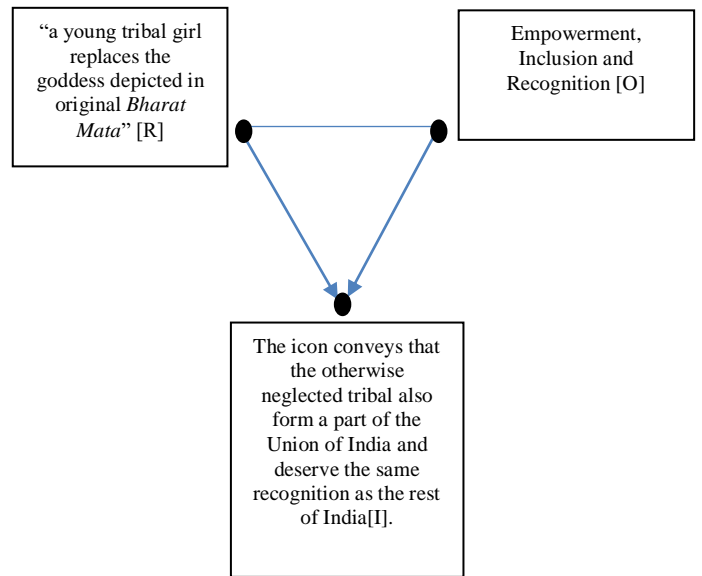 “a young tribal girl
replaces the
goddess depicted in
original Bharat
Mata” [R]
Empowerment,
Inclusion and
Recognition [O]
The icon conveys that
the otherwise
neglected tribal also
form a part of the
Union of India and
deserve the same
recognition as the rest
of India[I].